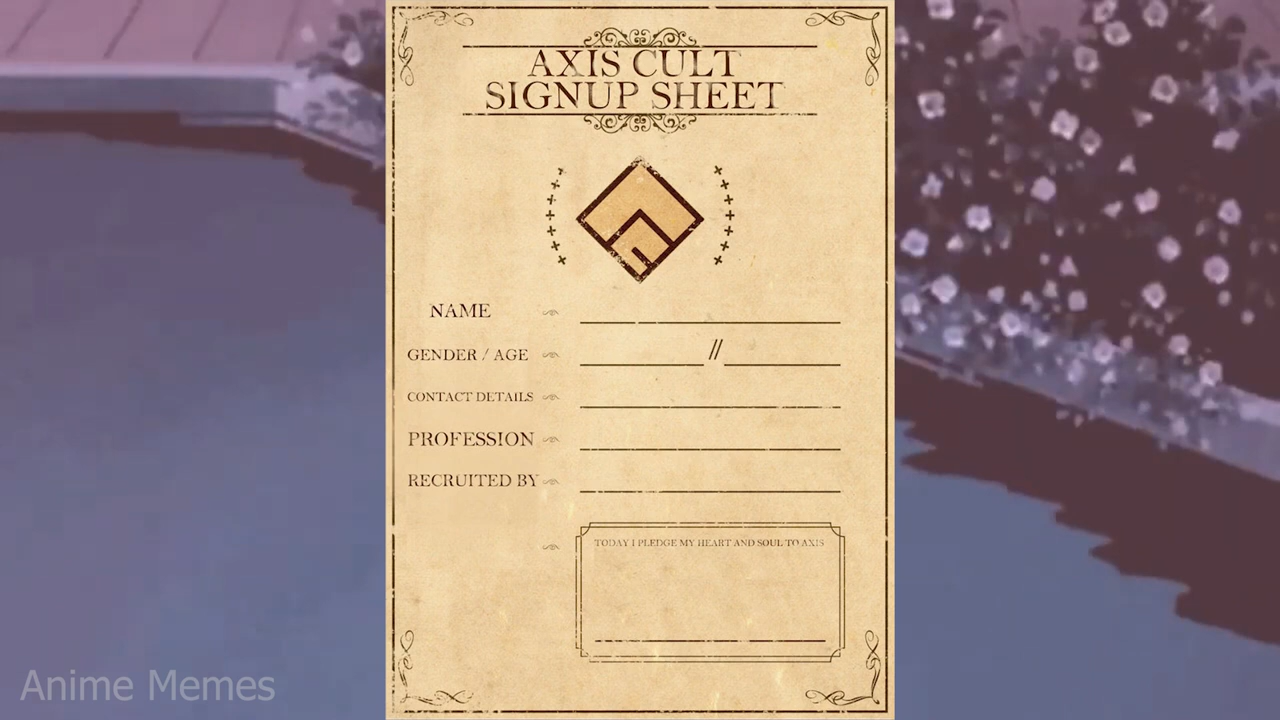 AXIS CULT
SIGNUP SHEET
NAME
GENDER / AGE
//
CONTACT DETAILS
PROFESSION
RECRUITED BY
TODAY I PLEDGE MY HEART AND SOUL TO AXIS
Anime Memes